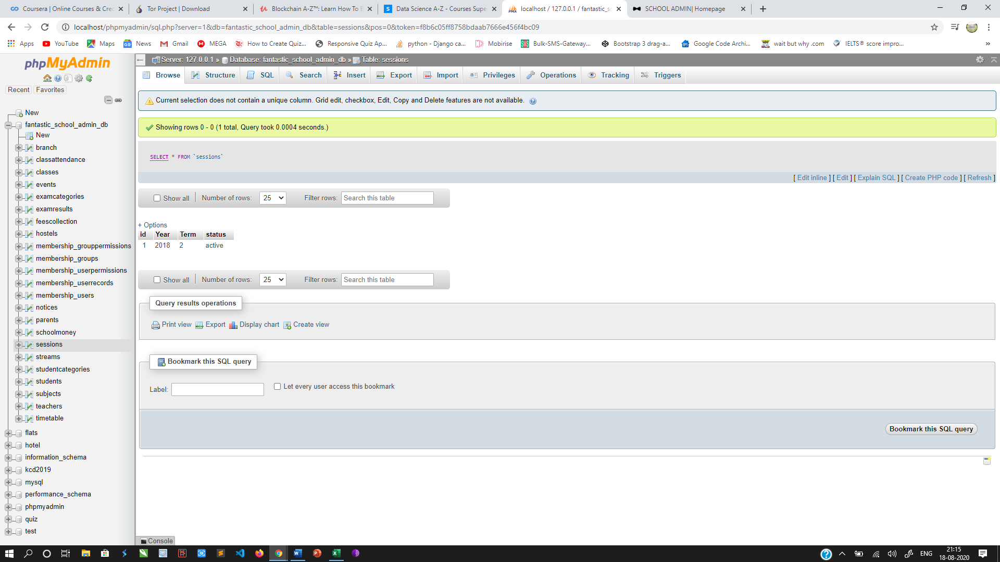 Coursera | Online Courses & Cre
Tor Project | Download
Blockchain A-Z™: Learn How To
Data Science A-Z - Courses Supe
localhost / 127.0.0.1 / fantastic_s
SCHOOL ADMIN| Homepage
localhost/phpmyadmin/sql.php?server=1&db=fantastic_school_admin_db&table=sessions&pos=0&token=f8b6c05ff8758bdaab7666e456f4bc09
Apps YouTube Maps News Gmail MEGA How to Create Quiz... Responsive Quiz Ap... python - Django ca... Mobirise Bulk-SMS-Gateway... Bootstrap 3 drag-a... Google Code Archi... wait but why .com IELTS® score impro... »
phpMyAdmin
Recent Favorites
New
fantastic_school_admin_db
New
branch
classattendance
classes
events
examcategories
examresults
feescollection
hostels
membership_grouppermissions
membership_groups
membership_userpermissions
membership_userrecords
membership_users
notices
parents
schoolmoney
sessions
streams
studentcategories
students
subjects
teachers
timetable
flats
hotel
information_schema
kcd2019
mysql
performance_schema
phpmyadmin
quiz
test
Server: 127.0.0.1 » Database: fantastic_school_admin_db » Table: sessions
Browse Structure SQL Search Insert Export Import Privileges Operations Tracking Triggers
Current selection does not contain a unique column. Grid edit, checkbox, Edit, Copy and Delete features are not available.
Showing rows 0 - 0 (1 total, Query took 0.0004 seconds.)
SELECT * FROM `sessions`
[ Edit inline ] [ Edit ] [ Explain SQL ] [ Create PHP code ] [ Refresh ]
Show all Number of rows: 25 Filter rows: Search this table
+ Options
id Year Term status
1 2018 2 active
Show all Number of rows: 25 Filter rows: Search this table
Query results operations
Print view Export Display chart Create view
Bookmark this SQL query
Label: Let every user access this bookmark
Bookmark this SQL query
Console
ENG
21:15
18-08-2020